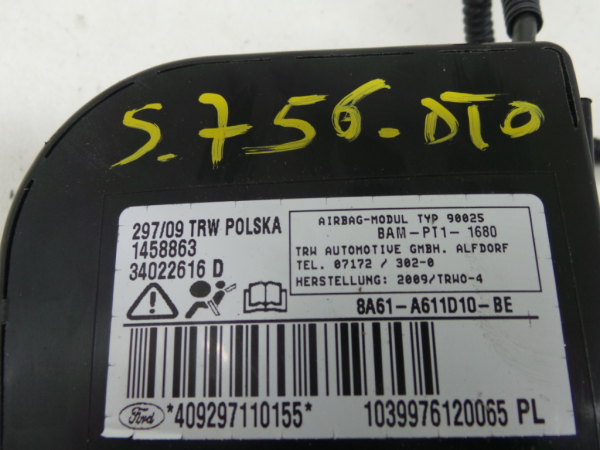 5.756.DTO
297/09 TRW POLSKA
1458863
34022616 D
AIRBAG-MODUL TYP 90025
BAM-PT1- 1680
TRW AUTOMOTIVE GMBH. ALFDORF
TEL. 07172 / 302-0
HERSTELLUNG: 2009/TRWO-4
8A61-A611D10-BE
Ford
*409297110155*
1039976120065 PL